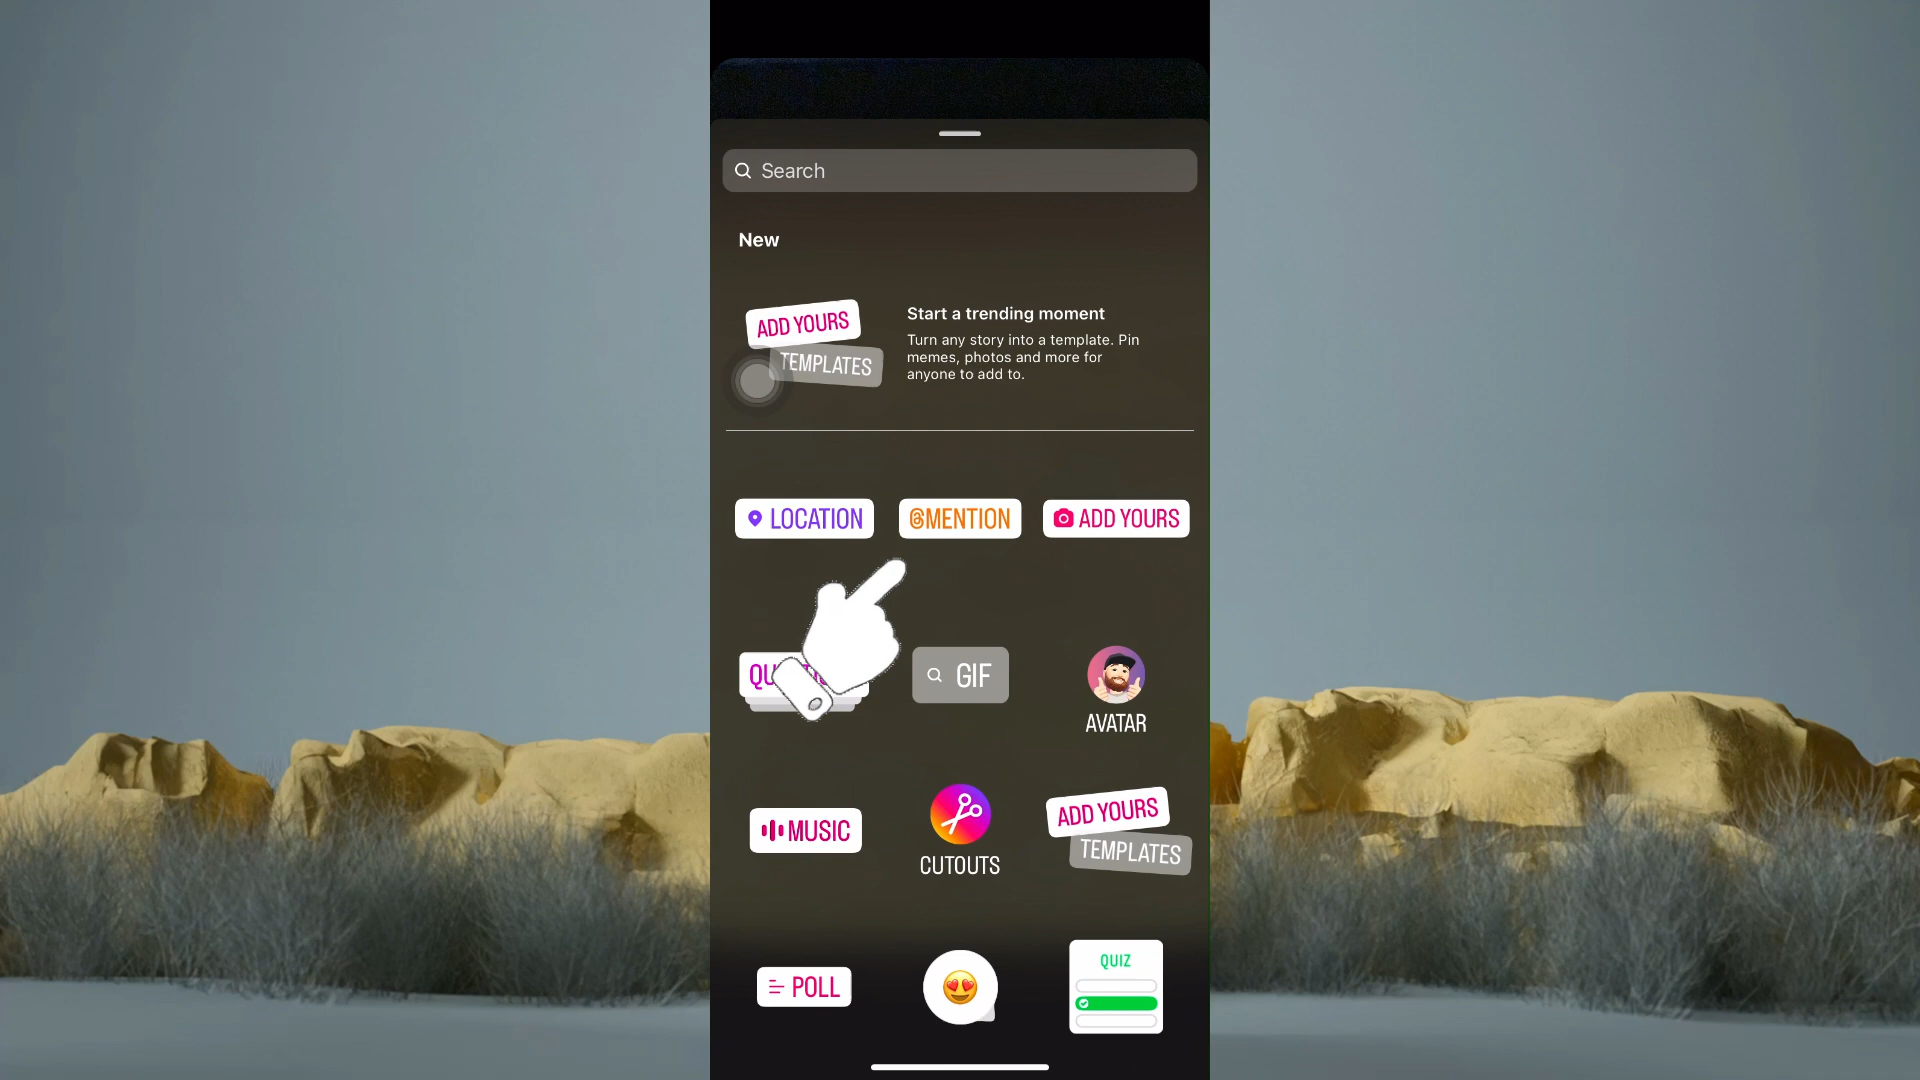 Search
New
ADD YOURS
TEMPLATES
Start a trending moment
Turn any story into a template. Pin
memes, photos and more for
anyone to add to.
LOCATION
@MENTION
ADD YOURS
GIF
AVATAR
MUSIC
CUTOUTS
ADD YOURS
TEMPLATES
POLL
QUIZ